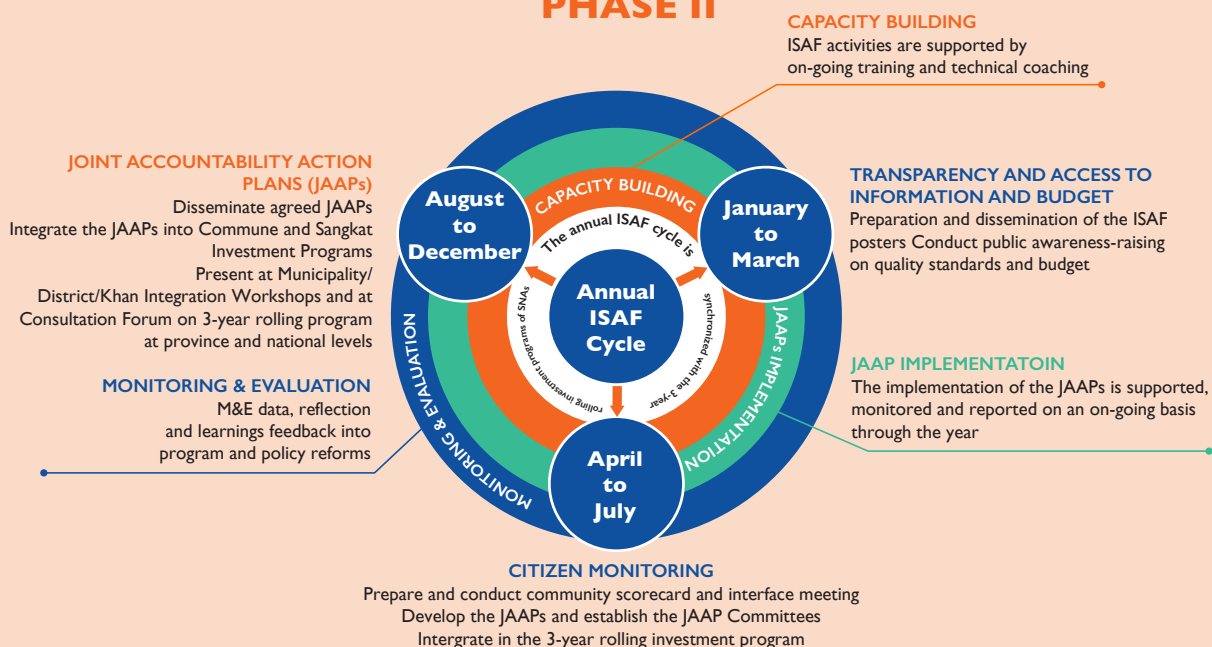 PHASE II
CAPACITY BUILDING
ISAF activities are supported by
on-going training and technical coaching
JOINT ACCOUNTABILITY ACTION
PLANS (JAAPs)
Disseminate agreed JAAPs
Integrate the JAAPs into Commune and Sangkat
Investment Programs
Present at Municipality/
District/Khan Integration Workshops and at
Consultation Forum on 3-year rolling program
at province and national levels
MONITORING & EVALUATION
M&E data, reflection
and learnings feedback into
program and policy reforms
August
to
December
CAPACITY BUILDING
January
to
March
The annual ISAF cycle is
synchronized with the 3-year
rolling investment programs of SNAs
Annual
ISAF
Cycle
MONITORING & EVALUATION
JAAPs IMPLEMENTATION
April
to
July
TRANSPARENCY AND ACCESS TO
INFORMATION AND BUDGET
Preparation and dissemination of the ISAF
posters Conduct public awareness-raising
on quality standards and budget
JAAP IMPLEMENTATOIN
The implementation of the JAAPs is supported,
monitored and reported on an on-going basis
through the year
CITIZEN MONITORING
Prepare and conduct community scorecard and interface meeting
Develop the JAAPs and establish the JAAP Committees
Intergrate in the 3-year rolling investment program